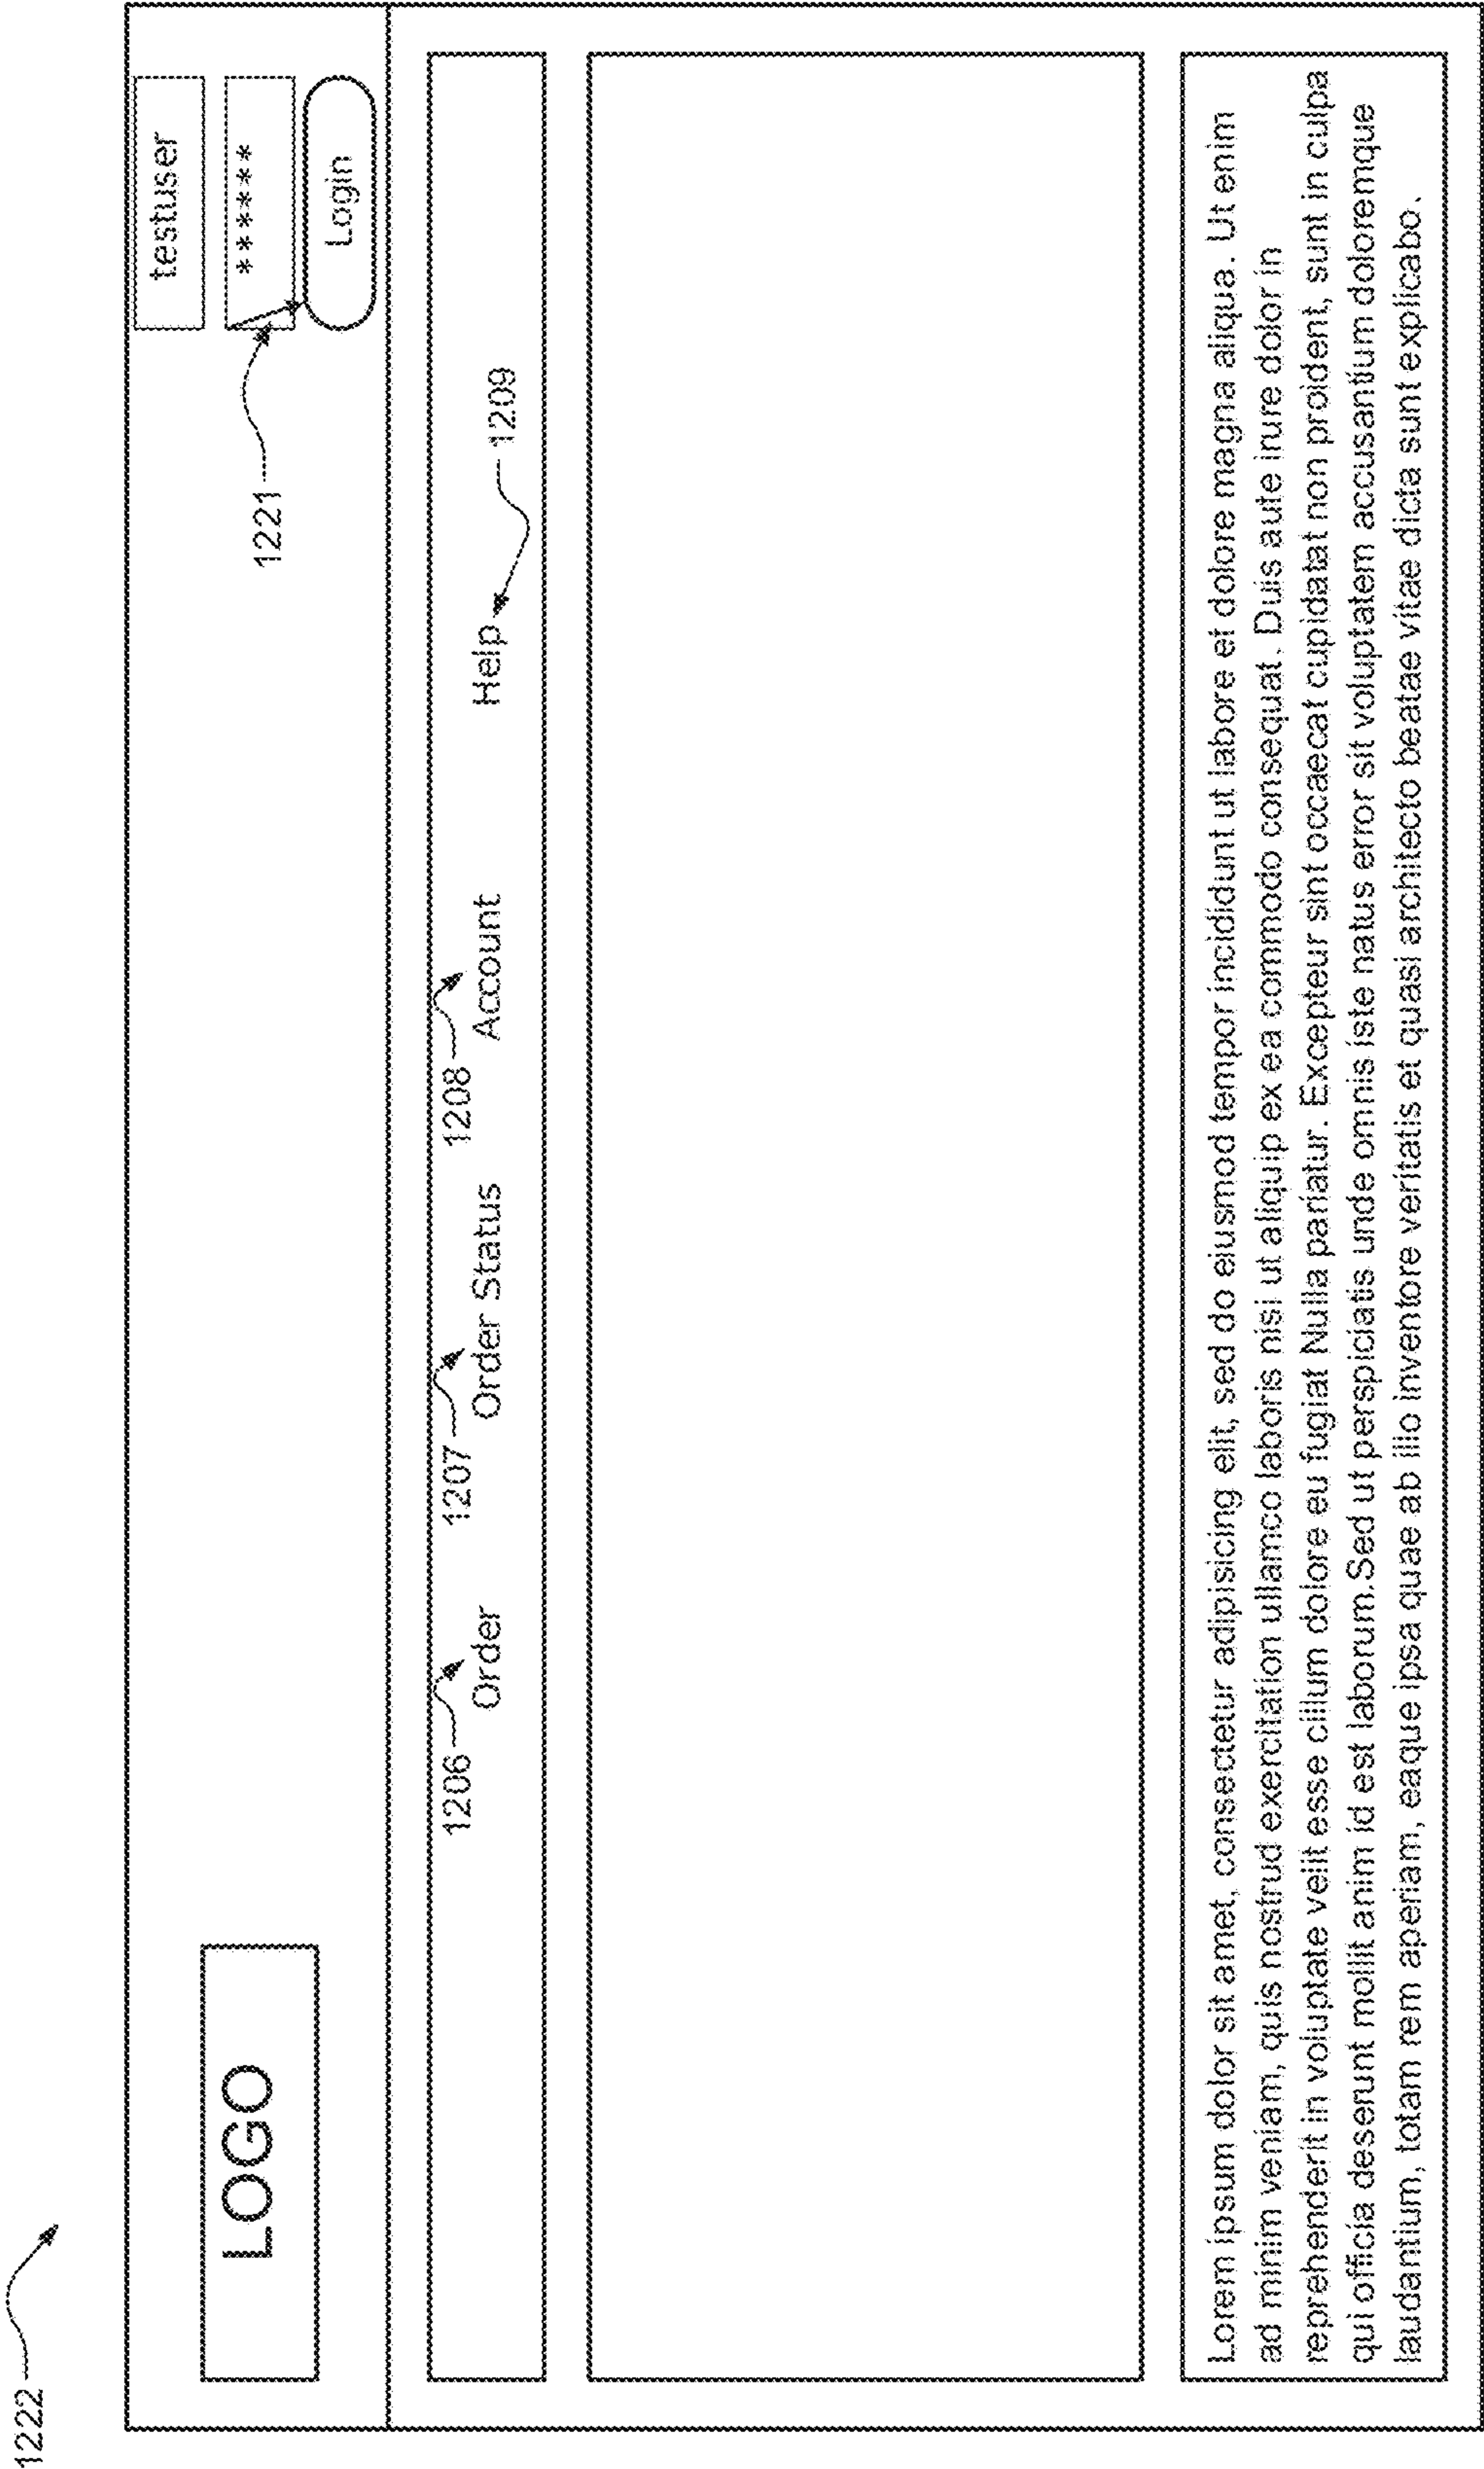 1222
LOGO
testuser
******
1221
Login
1206
1207
1208
Order
Order Status
Account
Help
1209
Lorem ipsum dolor sit amet, consectetur adipisicing elit, sed do eiusmod tempor incididunt ut labore et dolore magna aliqua. Ut enim
ad minim veniam, quis nostrud exercitation ullamco laboris nisi ut aliquip ex ea commodo consequat. Duis aute irure dolor in
reprehenderit in voluptate velit esse cillum dolore eu fugiat Nulla pariatur. Excepteur sint occaecat cupidatat non proident, sunt in culpa
qui officia deserunt mollit anim id est laborum.Sed ut perspiciatis unde omnis iste natus error sit voluptatem accusantium doloremque
laudantium, totam rem aperiam, eaque ipsa quae ab illo inventore veritatis et quasi architecto beatae vitae dicta sunt explicabo.